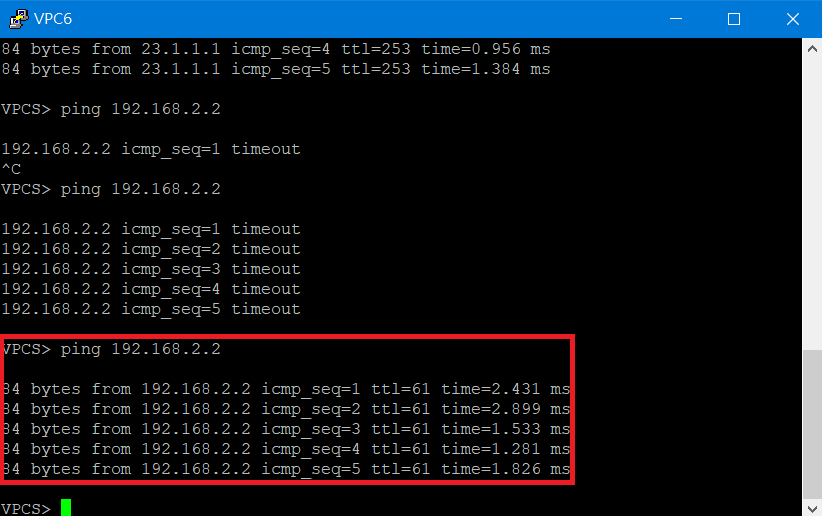 VPC6
84 bytes from 23.1.1.1 icmp_seq=4 ttl=253 time=0.956 ms
84 bytes from 23.1.1.1 icmp_seq=5 ttl=253 time=1.384 ms
VPCS> ping 192.168.2.2
192.168.2.2 icmp_seq=1 timeout
^C
VPCS> ping 192.168.2.2
192.168.2.2 icmp_seq=1 timeout
192.168.2.2 icmp_seq=2 timeout
192.168.2.2 icmp_seq=3 timeout
192.168.2.2 icmp_seq=4 timeout
192.168.2.2 icmp_seq=5 timeout
VPCS> ping 192.168.2.2
84 bytes from 192.168.2.2 icmp_seq=1 ttl=61 time=2.431 ms
84 bytes from 192.168.2.2 icmp_seq=2 ttl=61 time=2.899 ms
84 bytes from 192.168.2.2 icmp_seq=3 ttl=61 time=1.533 ms
84 bytes from 192.168.2.2 icmp_seq=4 ttl=61 time=1.281 ms
84 bytes from 192.168.2.2 icmp_seq=5 ttl=61 time=1.826 ms
VPCS>